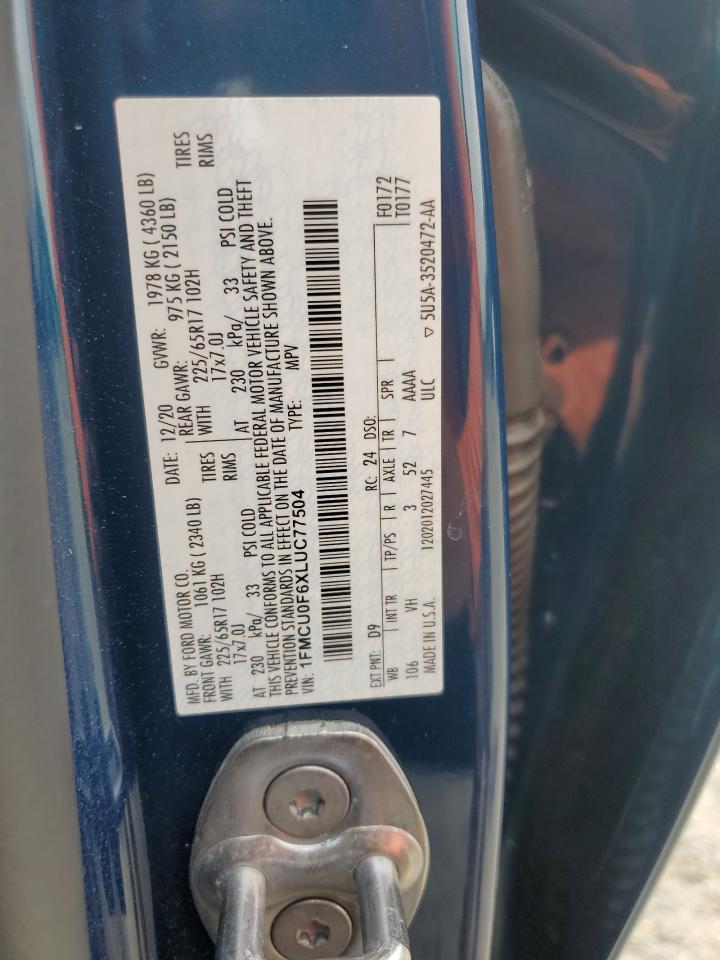 MFD. BY FORD MOTOR CO. DATE: 12/20 GVWR: 1978 KG ( 4360 LB)
FRONT GAWR: 1061 KG ( 2340 LB) REAR GAWR: 975 KG ( 2150 LB)
WITH 225/65R17 102H TIRES WITH 225/65R17 102H TIRES
17x7.0J RIMS 17x7.0J RIMS
AT 230 kPa/ 33 PSI COLD AT 230 kPa/ 33 PSI COLD
THIS VEHICLE CONFORMS TO ALL APPLICABLE FEDERAL MOTOR VEHICLE SAFETY AND THEFT
PREVENTION STANDARDS IN EFFECT ON THE DATE OF MANUFACTURE SHOWN ABOVE.
VIN: 1FMCU0F6XLUC77504 TYPE: MPV
EXT PNT: D9 RC: 24 DSO: F0172
WB INT TR TP/PS R AXLE TR SPR T0177
106 VH 3 52 7 AAAA
MADE IN U.S.A. 1202012027445 ULC ▽ 5U5A-3520472-AA